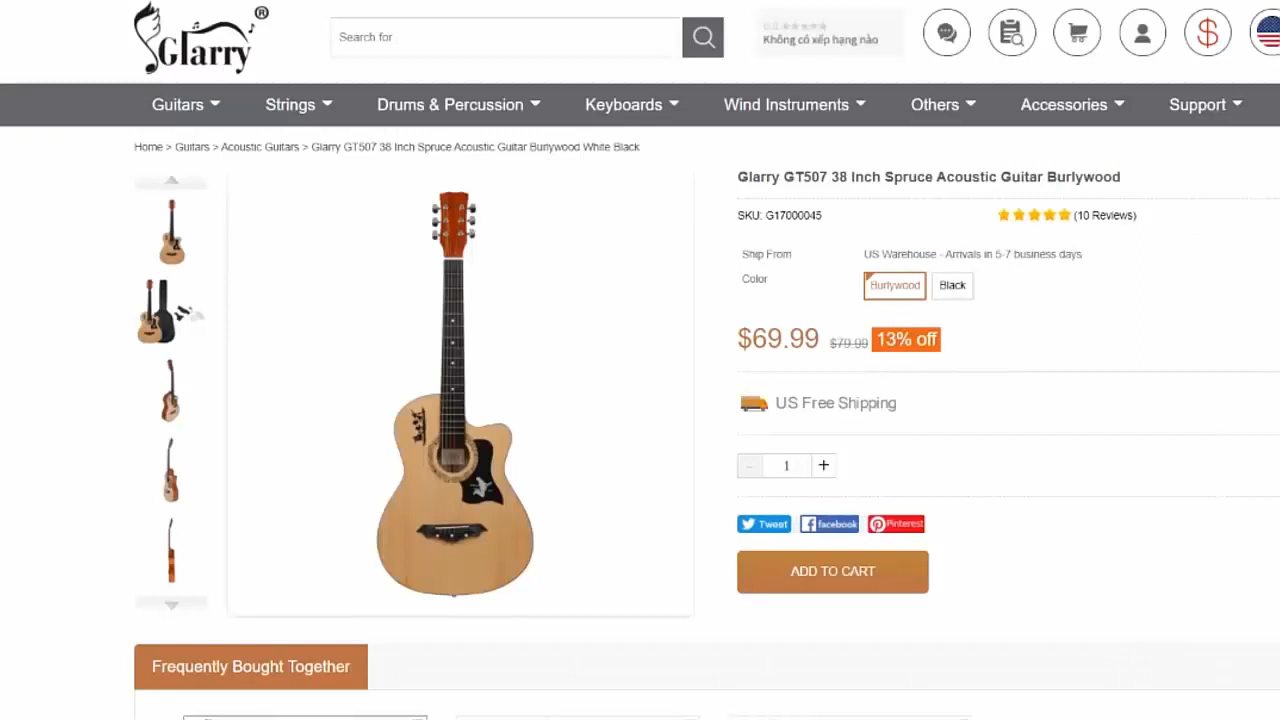 Glarry ®
Search for
0.0 ★★★★★
Không có xếp hạng nào
$
Guitars
Strings
Drums & Percussion
Keyboards
Wind Instruments
Others
Accessories
Support
Home > Guitars > Acoustic Guitars > Glarry GT507 38 Inch Spruce Acoustic Guitar Burlywood White Black
Glarry GT507 38 Inch Spruce Acoustic Guitar Burlywood
SKU: G17000045
(10 Reviews)
Ship From
US Warehouse - Arrivals in 5-7 business days
Color
Burlywood
Black
$69.99 $79.99 13% off
US Free Shipping
- 1 +
Tweet
facebook
Pinterest
ADD TO CART
Frequently Bought Together